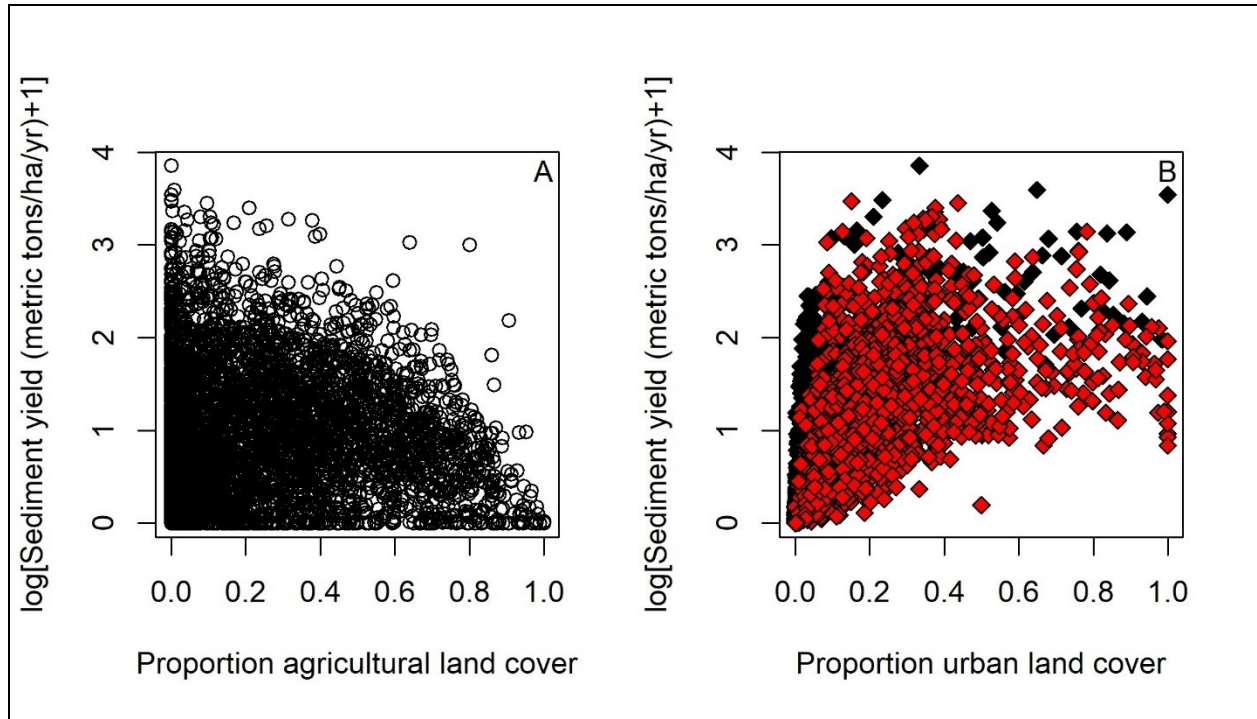 log[Sediment yield (metric tons/ha/yr)+1]
4
3
2
1
0
A
0.0 0.2 0.4 0.6 0.8 1.0
Proportion agricultural land cover
log[Sediment yield (metric tons/ha/yr)+1]
4
3
2
1
0
B
0.0 0.2 0.4 0.6 0.8 1.0
Proportion urban land cover